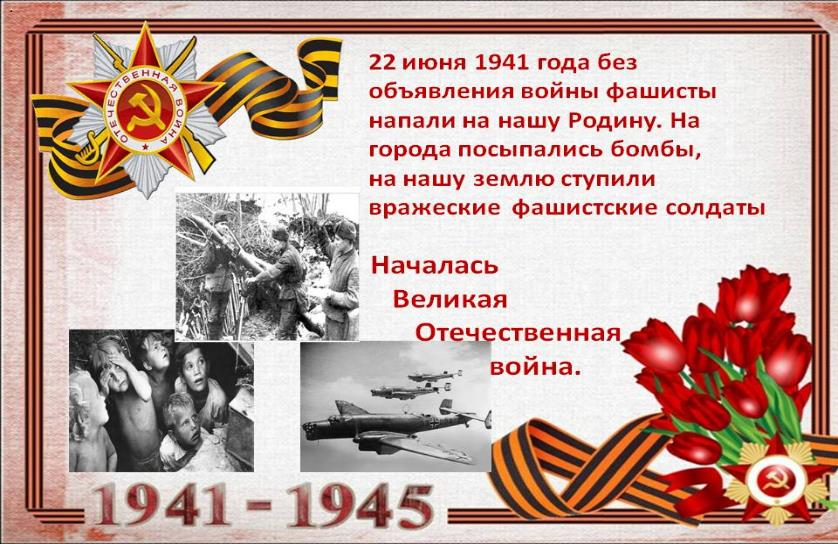 ОТЕЧЕСТВЕННАЯ ВОЙНА
22 июня 1941 года без
объявления войны фашисты
напали на нашу Родину. На
города посыпались бомбы,
на нашу землю ступили
вражеские фашистские солдаты
Началась
Великая
Отечественная
война.
1941 - 1945